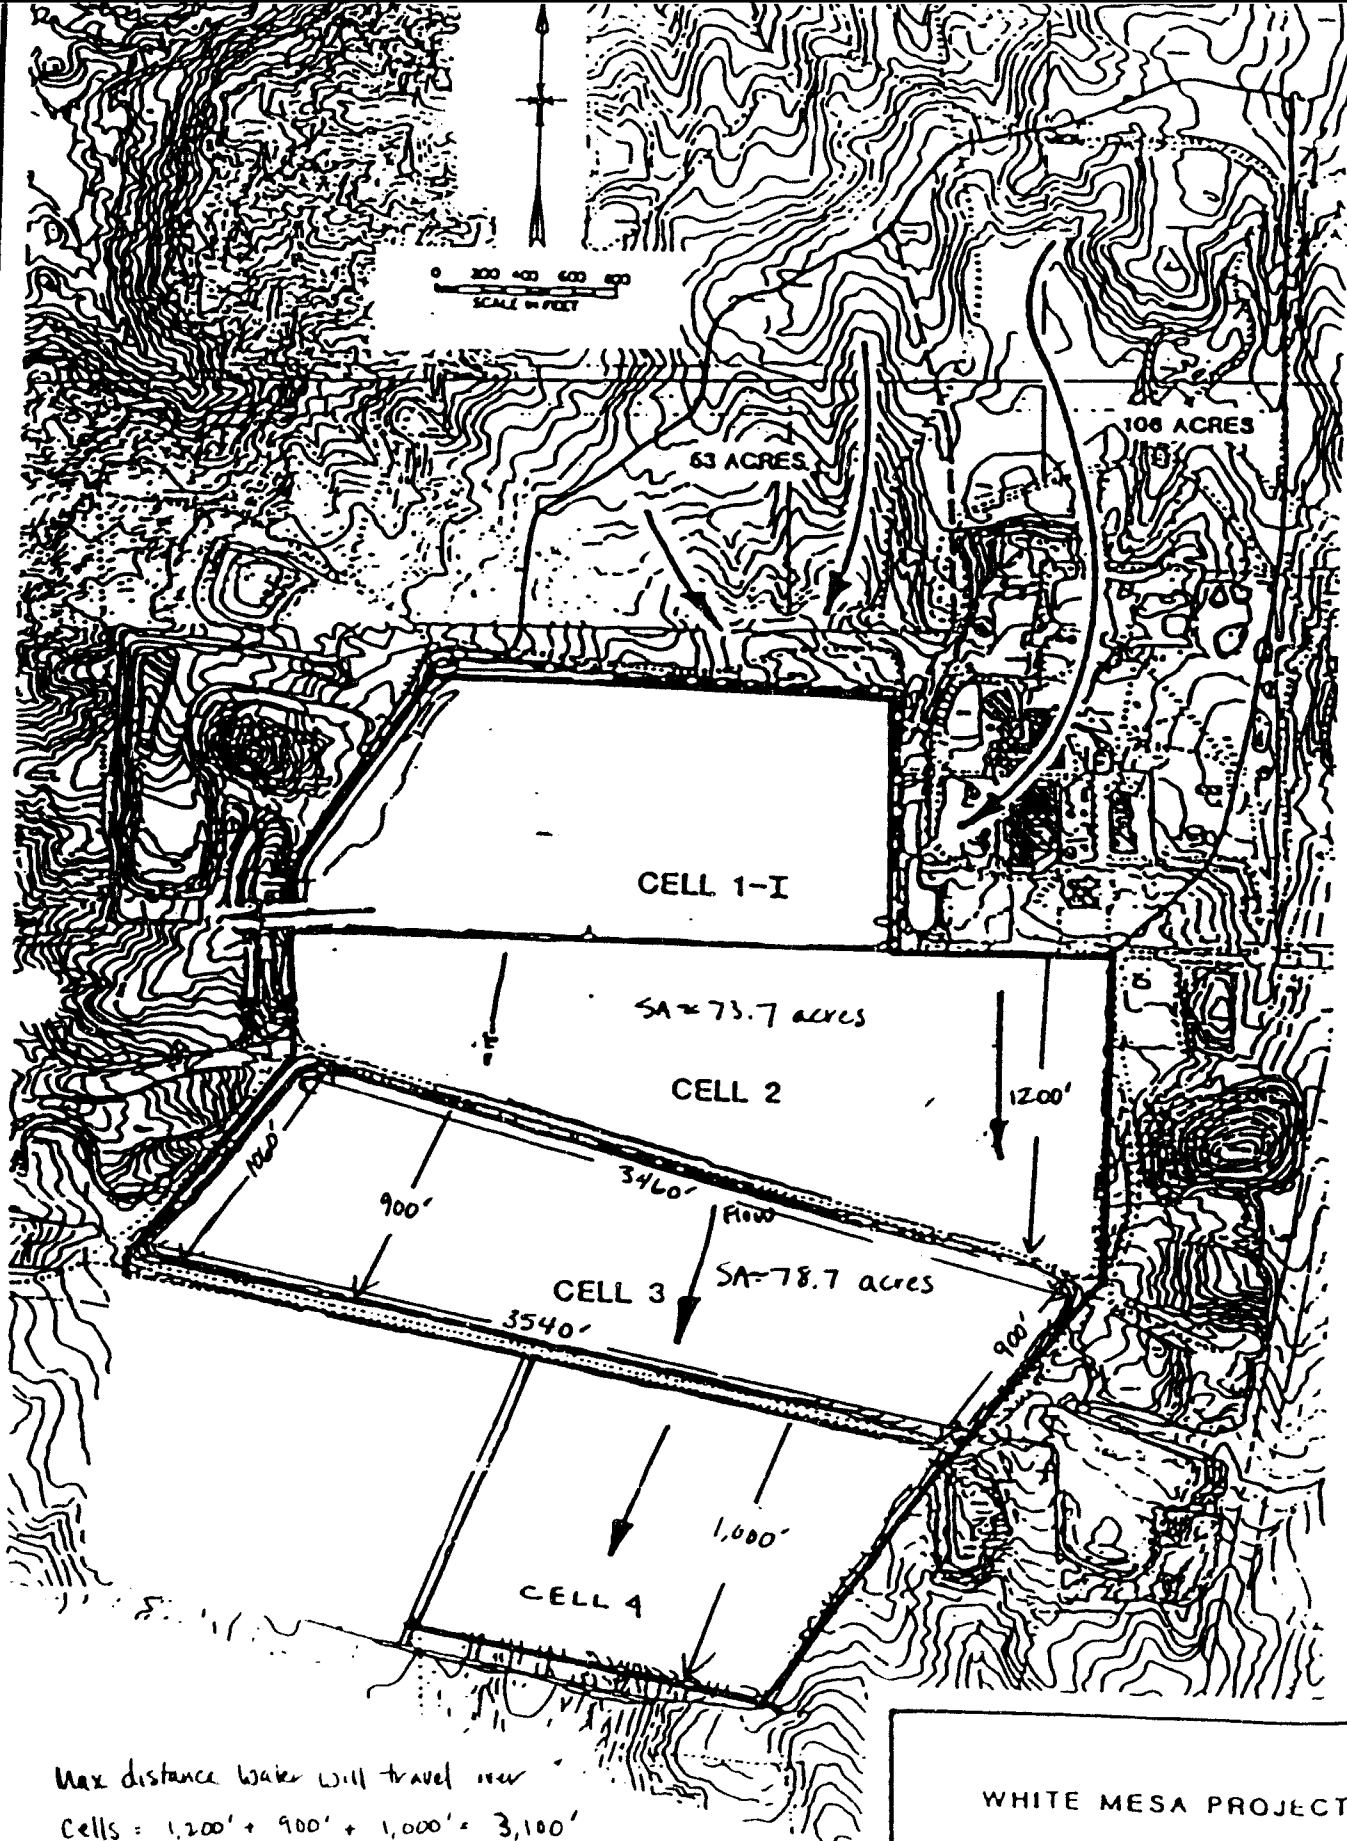 0 200 400 600 800
SCALE IN FEET
106 ACRES
63 ACRES
CELL 1-I
SA ≈ 73.7 acres
CELL 2
1200'
1060'
3460'
900'
Flow
SA=78.7 acres
CELL 3
3540'
900'
1,000'
CELL 4
Max distance water will travel over
Cells = 1,200' + 900' + 1,000' = 3,100'
WHITE MESA PROJECT